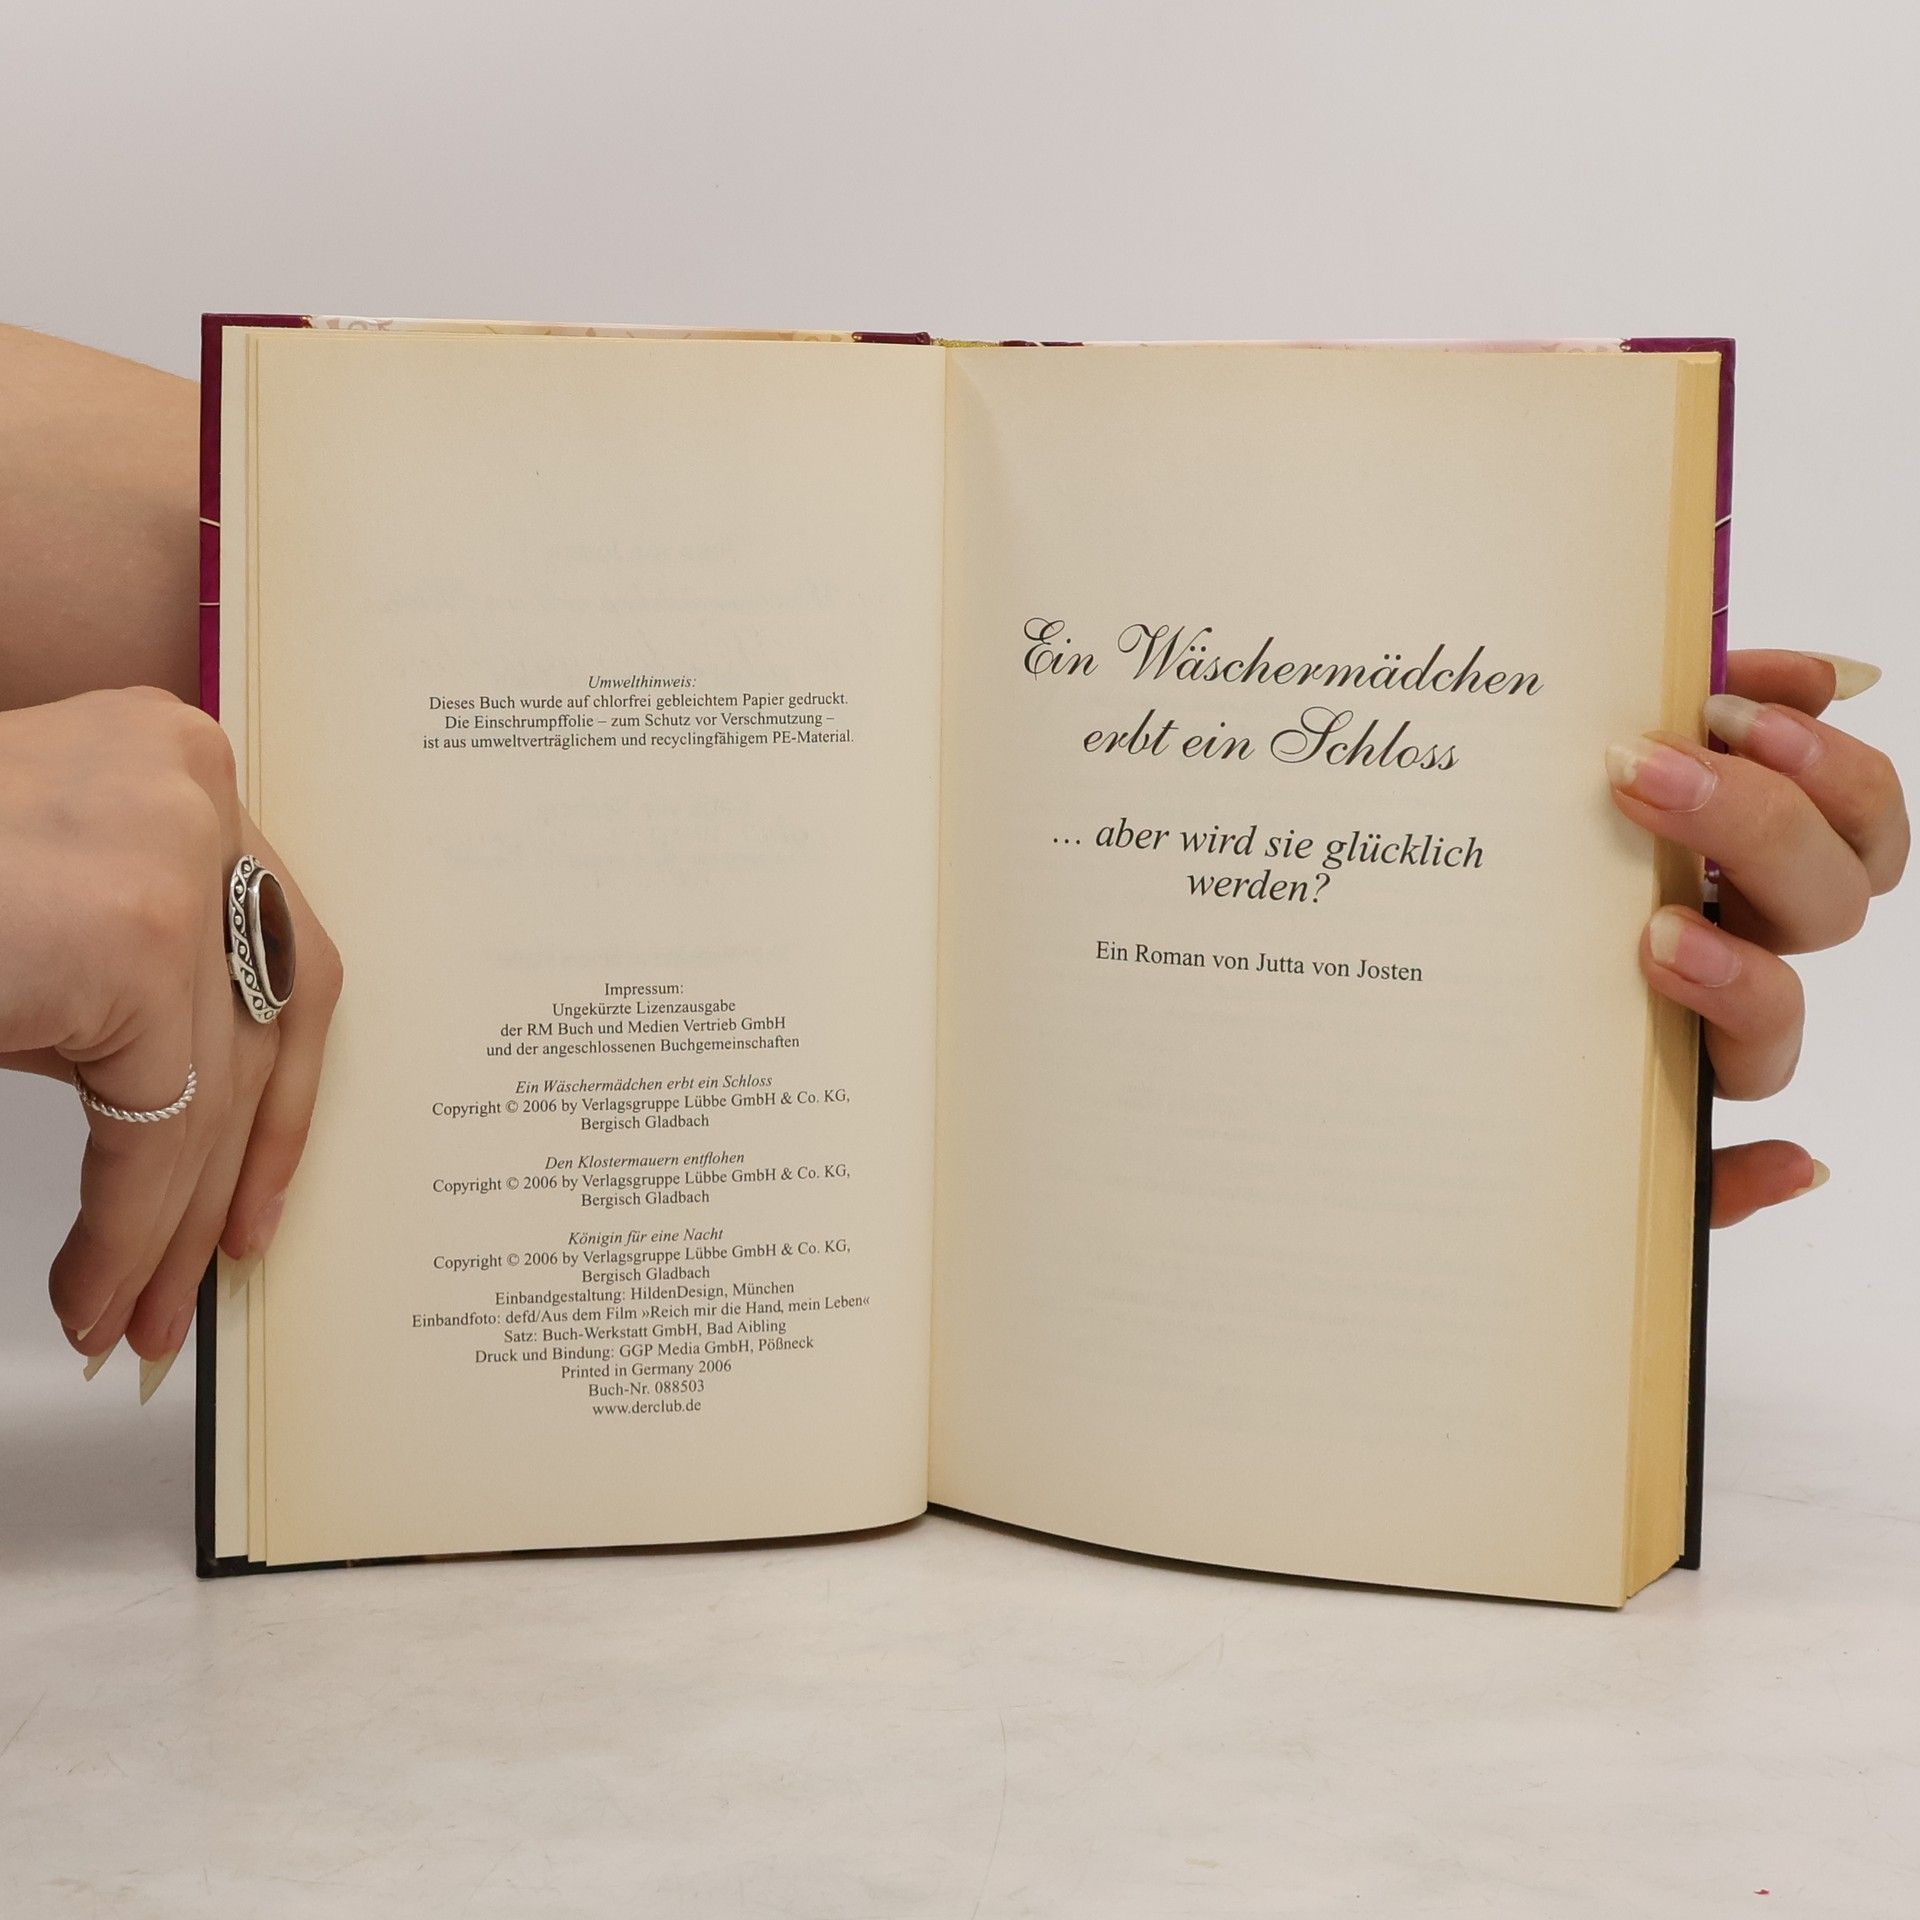 Umwelthinweis:
Dieses Buch wurde auf chlorfrei gebleichtem Papier gedruckt.
Die Einschrumpffolie – zum Schutz vor Verschmutzung –
ist aus umweltverträglichem und recyclingfähigem PE-Material.
Impressum:
Ungekürzte Lizenzausgabe
der RM Buch und Medien Vertrieb GmbH
und der angeschlossenen Buchgemeinschaften
Ein Wäschermädchen erbt ein Schloss
Copyright © 2006 by Verlagsgruppe Lübbe GmbH & Co. KG,
Bergisch Gladbach
Den Klostermauern entflohen
Copyright © 2006 by Verlagsgruppe Lübbe GmbH & Co. KG,
Bergisch Gladbach
Königin für eine Nacht
Copyright © 2006 by Verlagsgruppe Lübbe GmbH & Co. KG,
Bergisch Gladbach
Einbandgestaltung: HildenDesign, München
Einbandfoto: defd/Aus dem Film »Reich mir die Hand, mein Leben«
Satz: Buch-Werkstatt GmbH, Bad Aibling
Druck und Bindung: GGP Media GmbH, Pößneck
Printed in Germany 2006
Buch-Nr. 088503
www.derclub.de
Ein Wäschermädchen
erbt ein Schloss
... aber wird sie glücklich
werden?
Ein Roman von Jutta von Josten